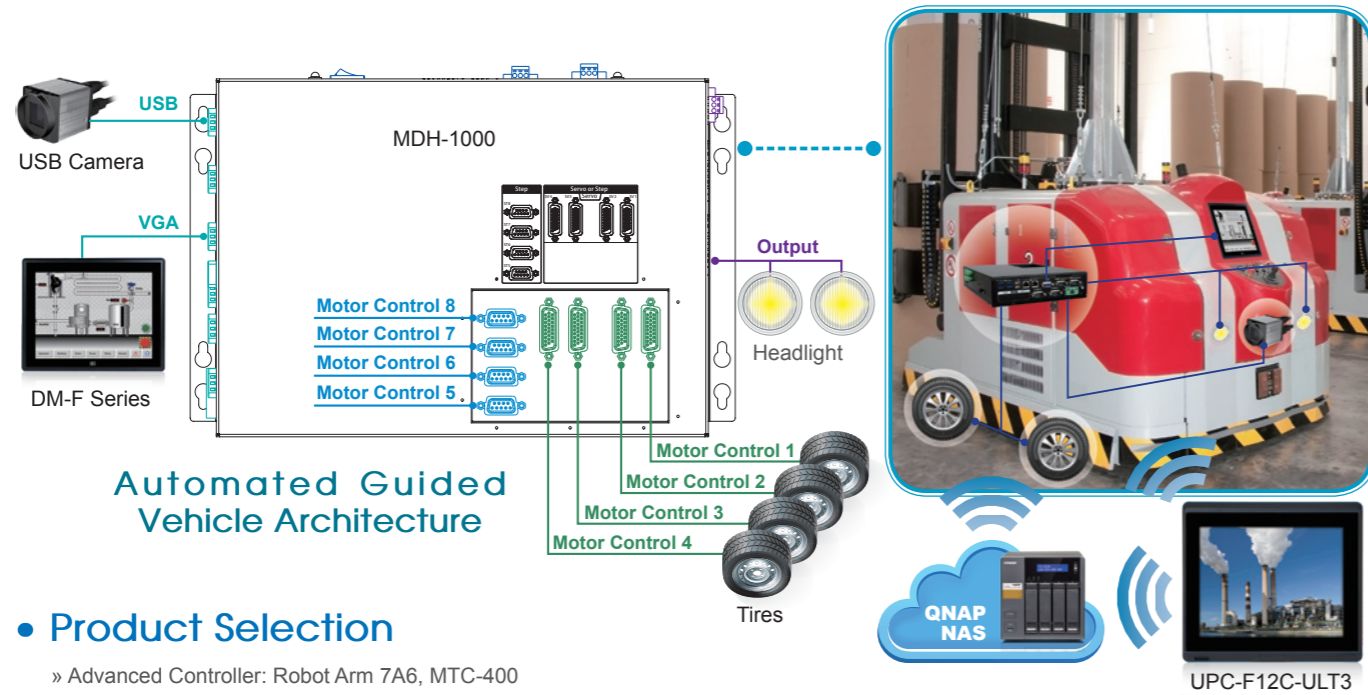 USB
USB Camera
VGA
DM-F Series
MDH-1000
Step
Servo or Step
Servo
Output
Headlight
Motor Control 8
Motor Control 7
Motor Control 6
Motor Control 5
Motor Control 1
Motor Control 2
Motor Control 3
Motor Control 4
Tires
Automated Guided
Vehicle Architecture
QNAP
NAS
UPC-F12C-ULT3
• Product Selection
» Advanced Controller: Robot Arm 7A6, MTC-400